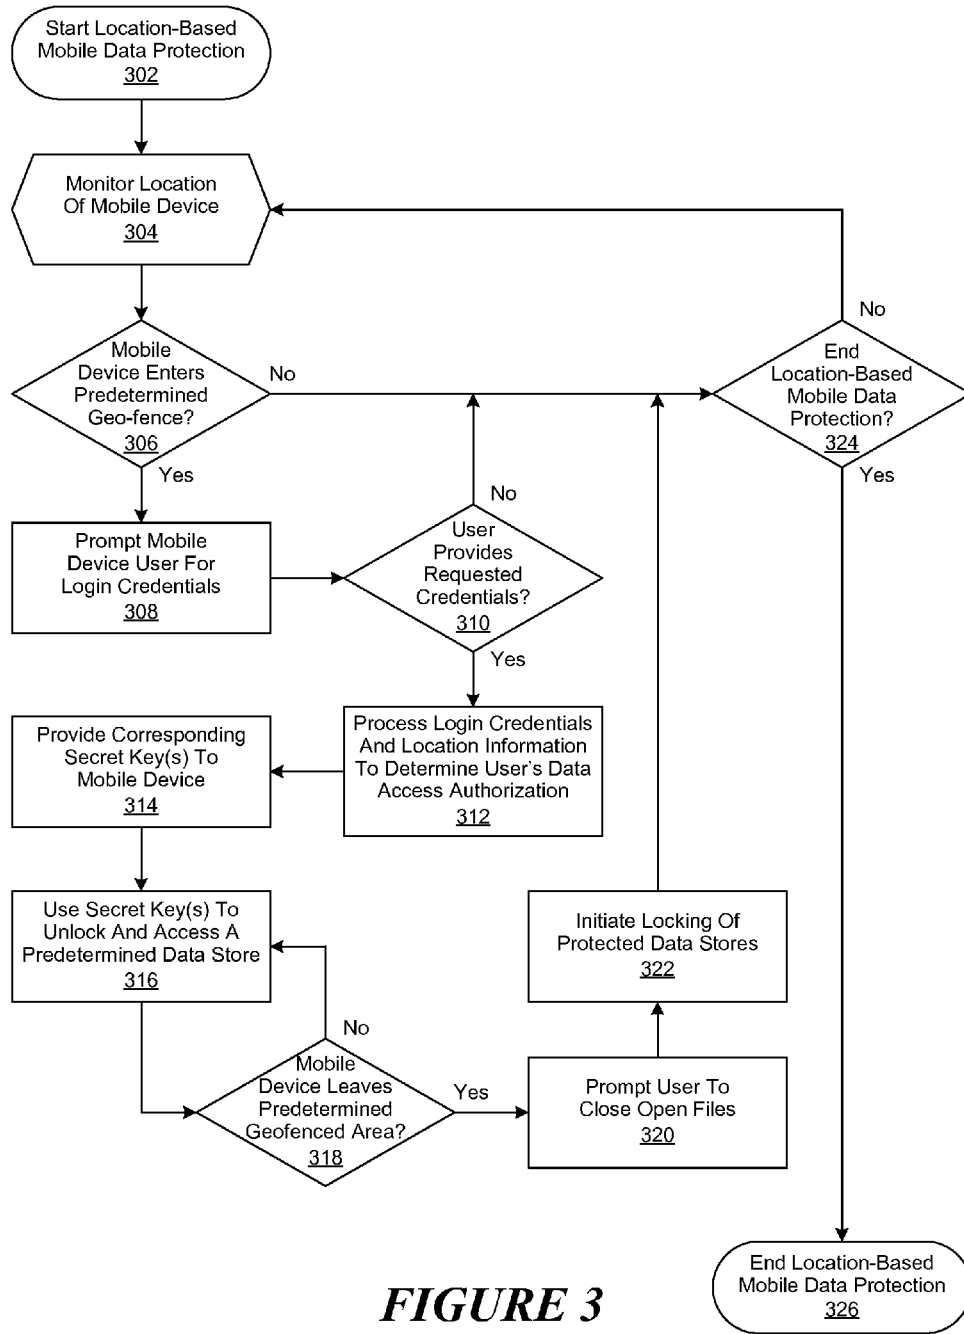 Start Location-Based
Mobile Data Protection
302
Monitor Location
Of Mobile Device
304
Mobile
Device Enters
Predetermined
Geo-fence?
306
No
Yes
End
Location-Based
Mobile Data
Protection?
324
No
Yes
Prompt Mobile
Device User For
Login Credentials
308
User
Provides
Requested
Credentials?
310
No
Yes
Process Login Credentials
And Location Information
To Determine User's Data
Access Authorization
312
Provide Corresponding
Secret Key(s) To
Mobile Device
314
Use Secret Key(s) To
Unlock And Access A
Predetermined Data Store
316
Mobile
Device Leaves
Predetermined
Geofenced Area?
318
No
Yes
Prompt User To
Close Open Files
320
Initiate Locking Of
Protected Data Stores
322
End Location-Based
Mobile Data Protection
326
FIGURE 3